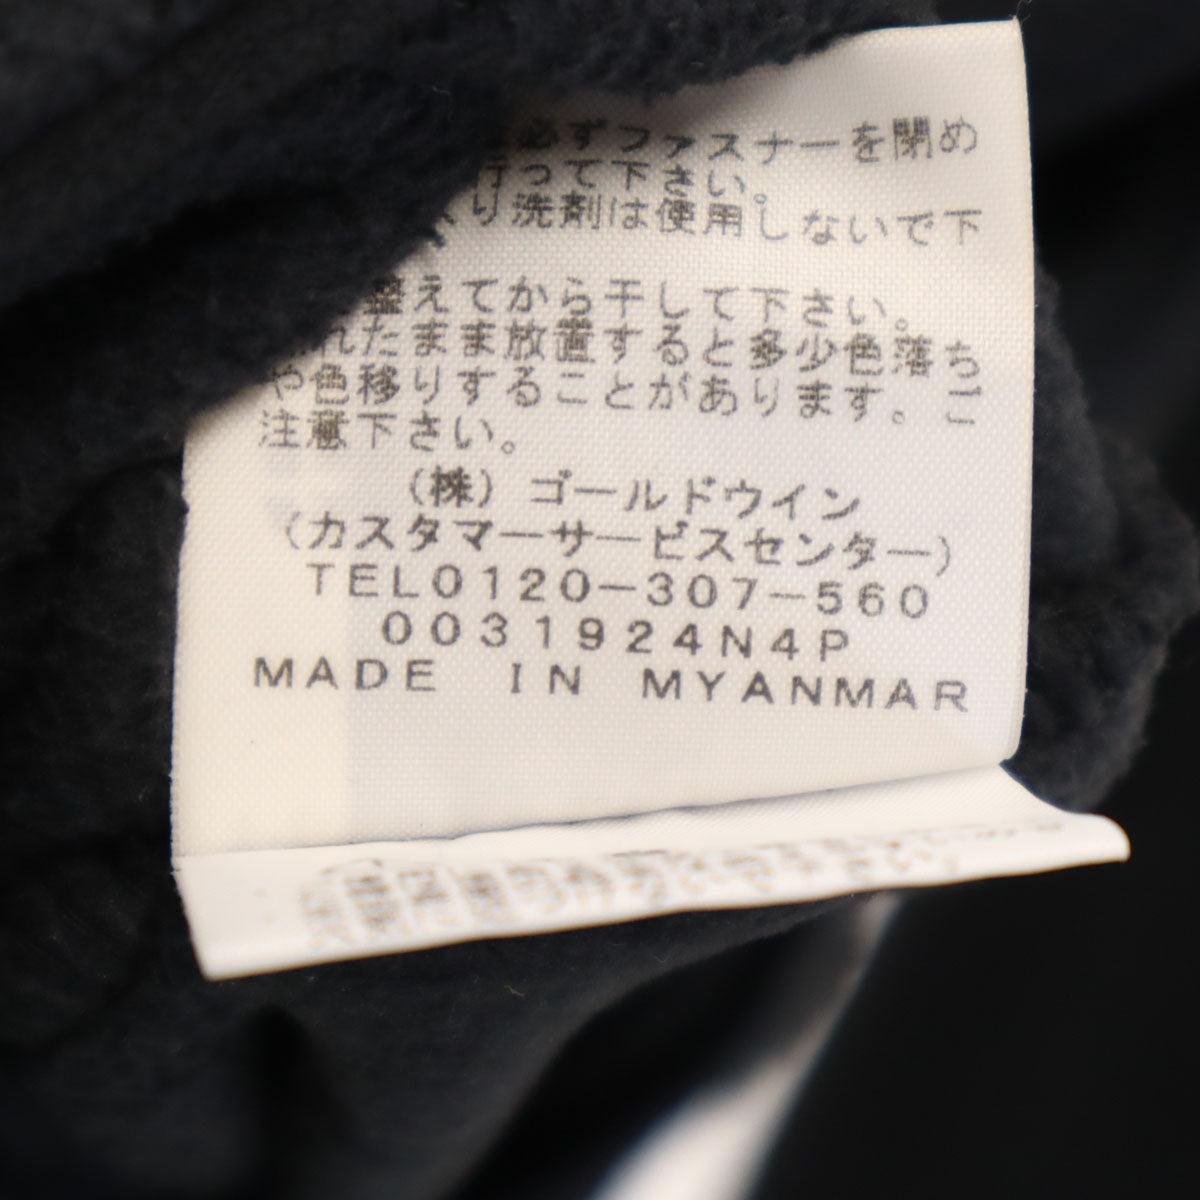 必ずファスナーを閉め
行って下さい。
り洗剤は使用しないで下
整えてから干して下さい。
れたまま放置すると多少色落ち
や色移りすることがあります。ご
注意下さい。
(株)ゴールドウイン
(カスタマーサービスセンター)
TEL0120-307-560
0031924N4P
MADE IN MYANMAR